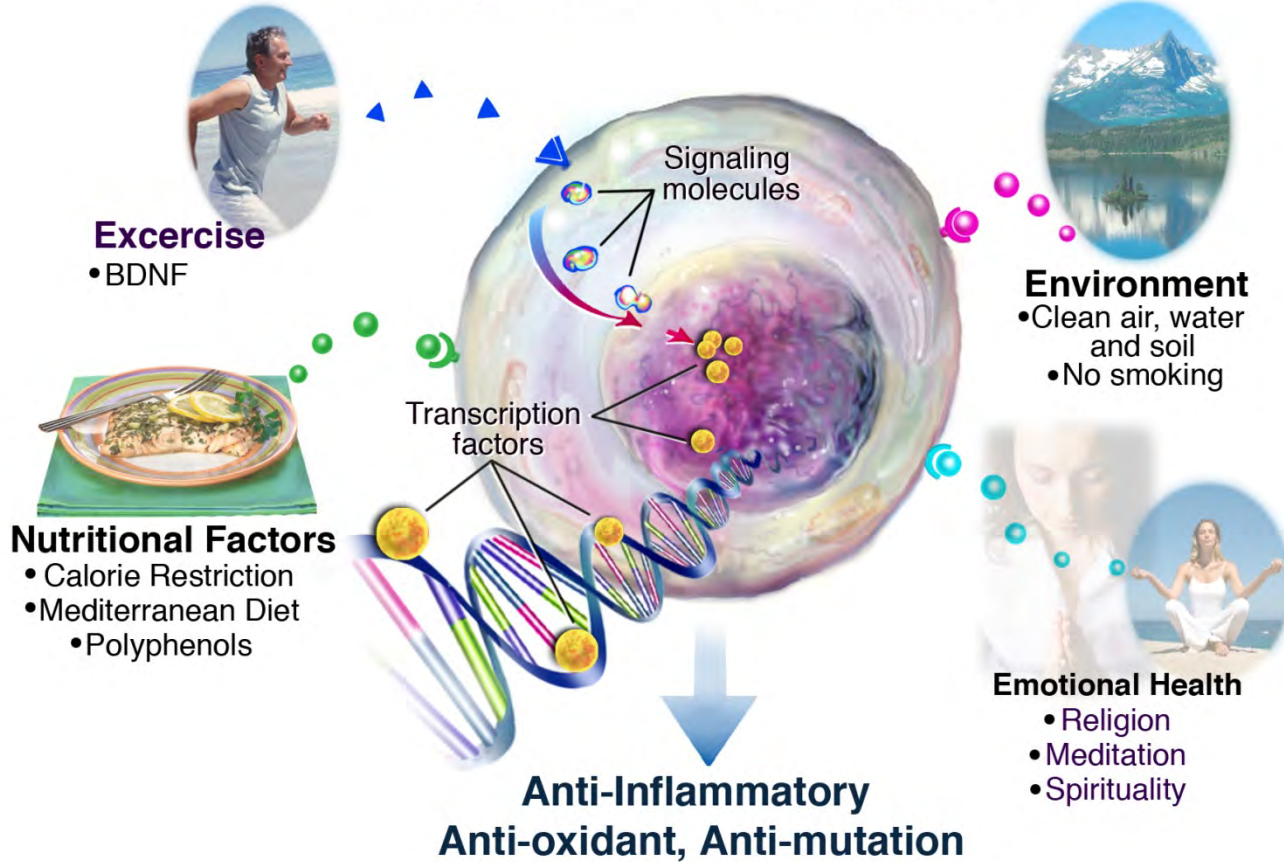 Signaling
molecules
Excercise
•BDNF
Environment
•Clean air, water
and soil
•No smoking
Transcription
factors
Nutritional Factors
• Calorie Restriction
•Mediterranean Diet
•Polyphenols
Emotional Health
• Religion
• Meditation
• Spirituality
Anti-Inflammatory
Anti-oxidant, Anti-mutation